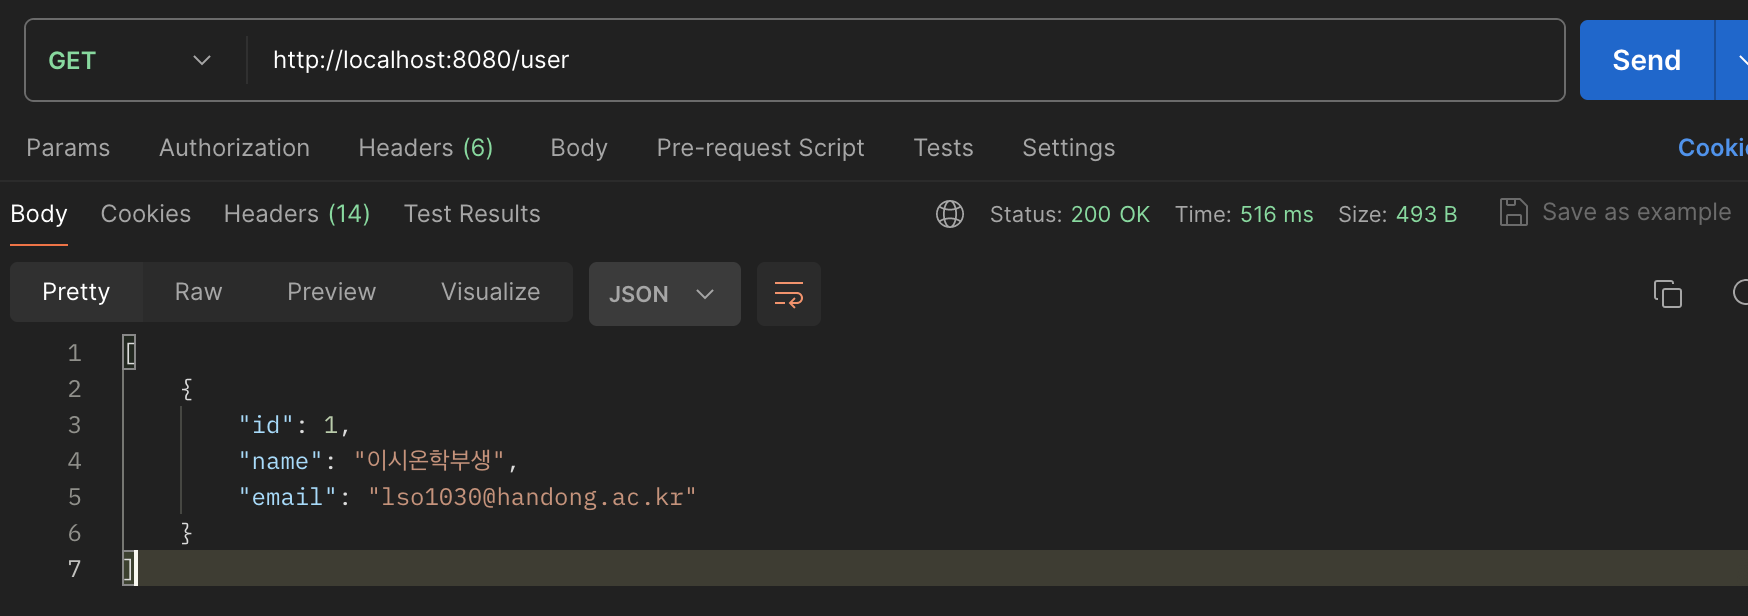 GET http://localhost:8080/user Send
Params Authorization Headers (6) Body Pre-request Script Tests Settings
Body Cookies Headers (14) Test Results Status: 200 OK Time: 516 ms Size: 493 B Save as example
Pretty Raw Preview Visualize JSON
1 [
2 {
3 "id": 1,
4 "name": "이시온학부생",
5 "email": "lso1030@handong.ac.kr"
6 }
7 ]